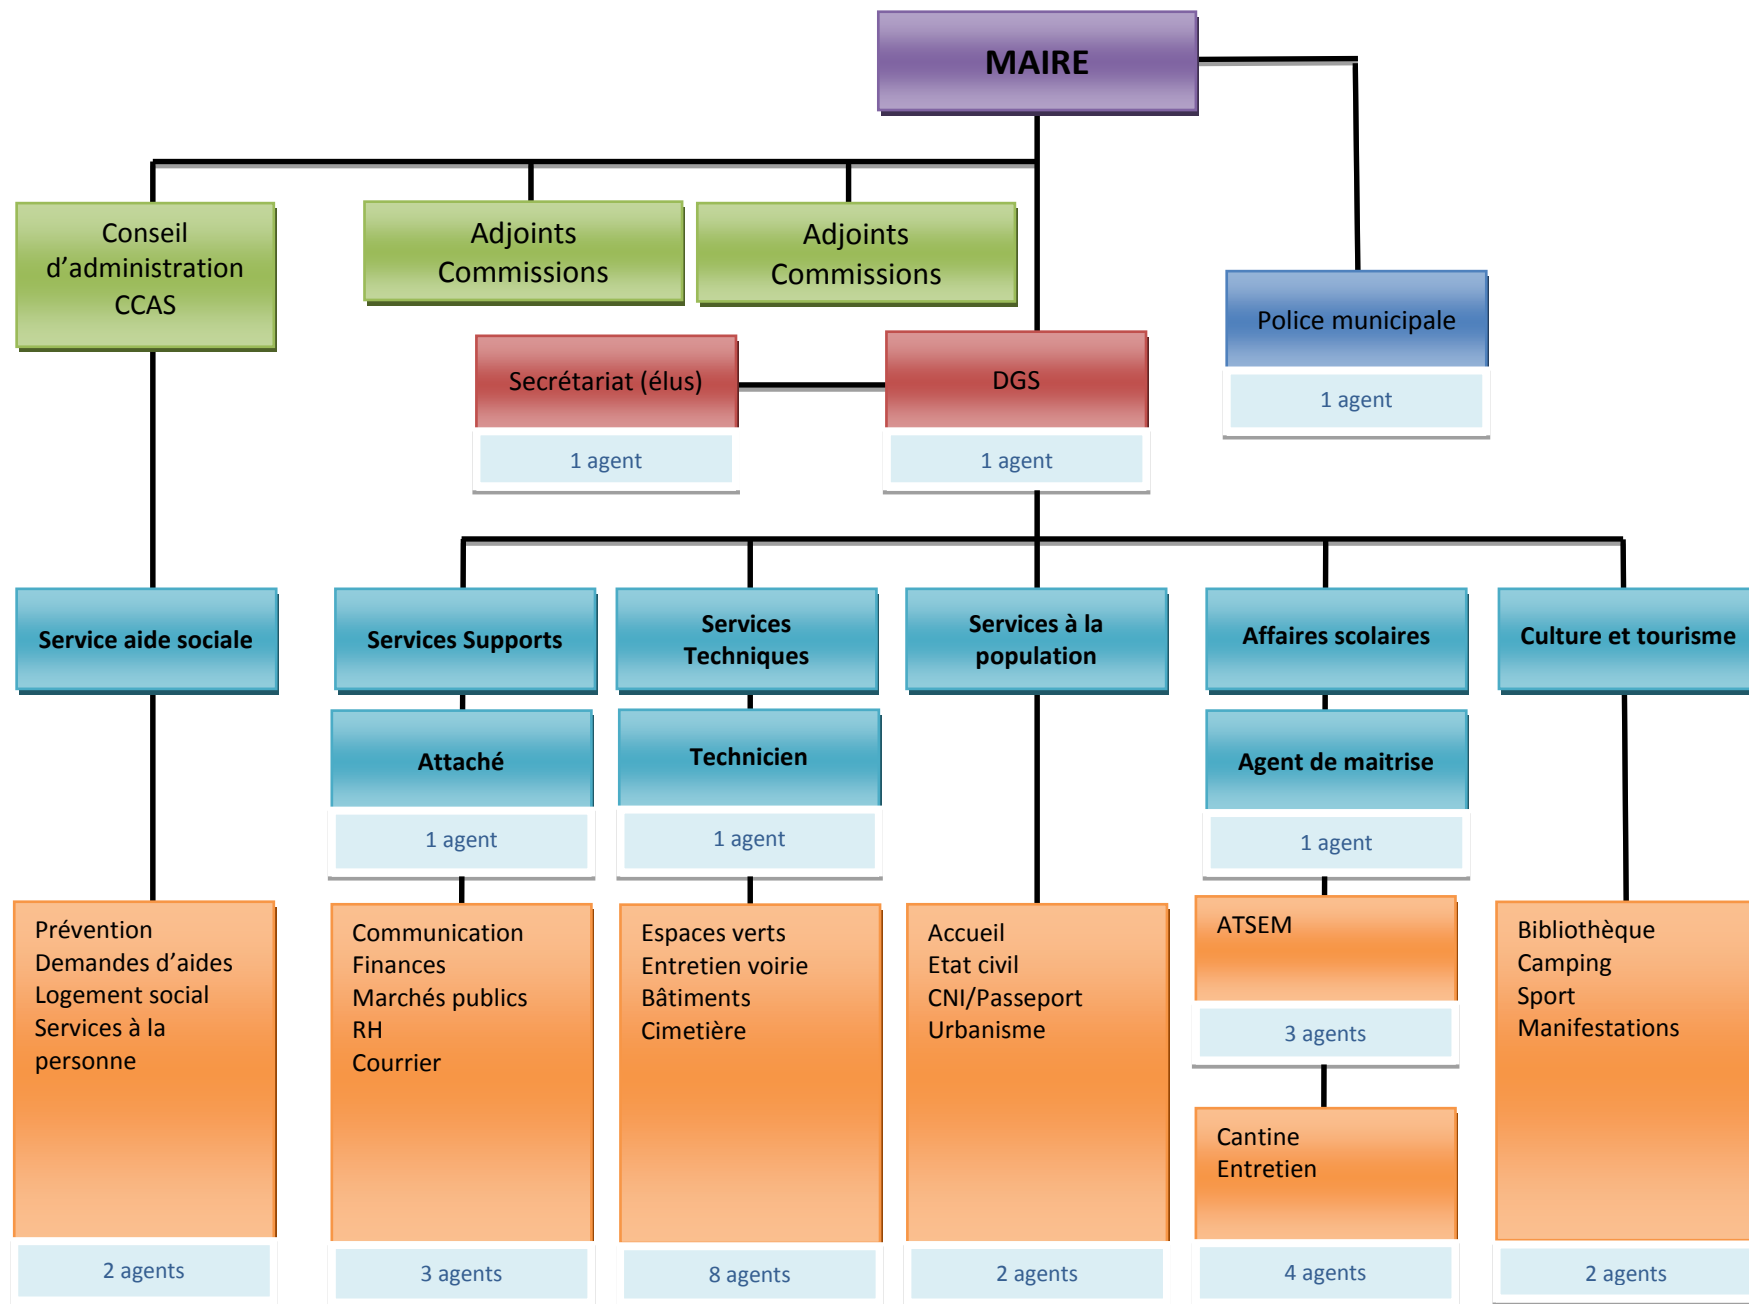 MAIRE
Conseil
d’administration
CCAS
Adjoints
Commissions
Adjoints
Commissions
Police municipale
1 agent
Secrétariat (élus)
1 agent
DGS
1 agent
Service aide sociale
Services Supports
Services
Techniques
Services à la
population
Affaires scolaires
Culture et tourisme
Attaché
1 agent
Technicien
1 agent
Agent de maitrise
1 agent
Prévention
Demandes d’aides
Logement social
Services à la
personne
2 agents
Communication
Finances
Marchés publics
RH
Courrier
3 agents
Espaces verts
Entretien voirie
Bâtiments
Cimetière
8 agents
Accueil
Etat civil
CNI/Passeport
Urbanisme
2 agents
ATSEM
3 agents
Cantine
Entretien
4 agents
Bibliothèque
Camping
Sport
Manifestations
2 agents